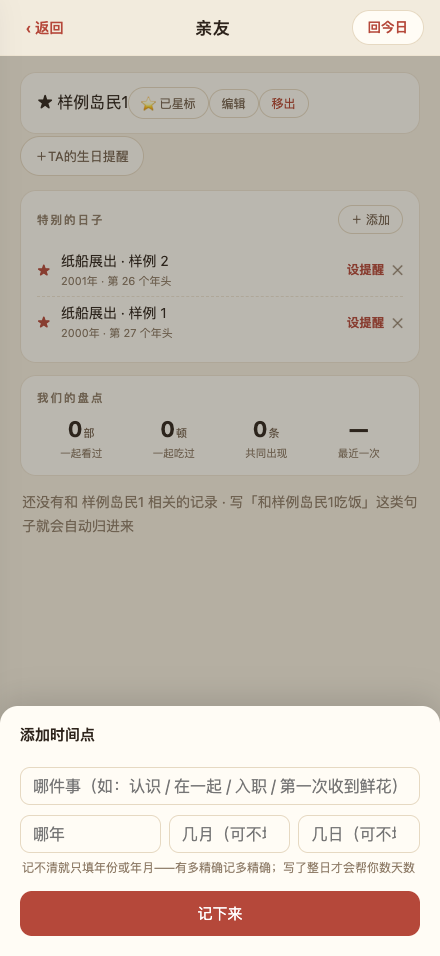 ‹ 返回
亲友
回今日
★ 样例岛民1
⭐ 已星标
编辑
移出
＋TA的生日提醒
特别的日子
＋ 添加
★ 纸船展出 · 样例 2
2001年 · 第 26 个年头
设提醒 ×
★ 纸船展出 · 样例 1
2000年 · 第 27 个年头
设提醒 ×
我们的盘点
0部 0顿 0条 —
一起看过 一起吃过 共同出现 最近一次
还没有和 样例岛民1 相关的记录 · 写「和样例岛民1吃饭」这类句
子就会自动归进来
添加时间点
哪件事（如：认识 / 在一起 / 入职 / 第一次收到鲜花）
哪年 几月（可不 几日（可不
记不清就只填年份或年月——有多精确记多精确；写了整日才会帮你数天数
记下来